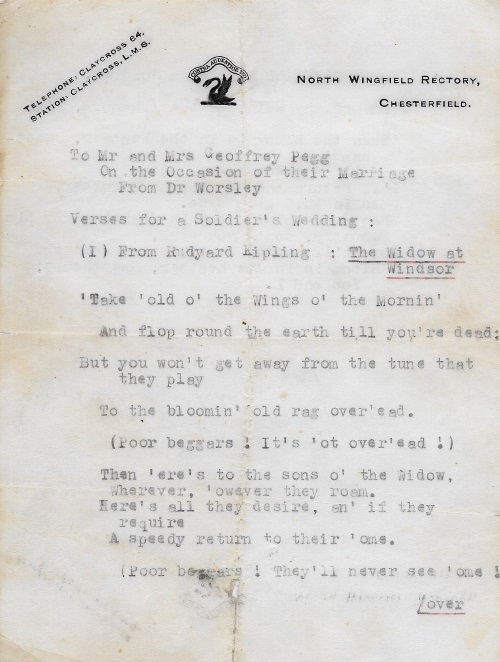 TELEPHONE: CLAYCROSS 64.
STATION: CLAYCROSS, L.M.S.
NORTH WINGFIELD RECTORY,
CHESTERFIELD.
To Mr and Mrs Geoffrey Pegg
On the Occasion of their Marriage
From Dr Worsley
Verses for a Soldier's Wedding :
(I) From Rudyard Kipling : The Widow at
Windsor
'Take 'old o' the Wings o' the Mornin'
And flop round the earth till you're dead;
But you won't get away from the tune that
they play
To the bloomin' old rag over'ead.
(Poor beggars ! It's 'ot over'ead !)
Then 'ere's to the sons o' the Widow,
Wherever, 'owever they roam.
Here's all they desire, an' if they
require
A speedy return to their 'ome.
(Poor beggars ! They'll never see 'ome !
/over